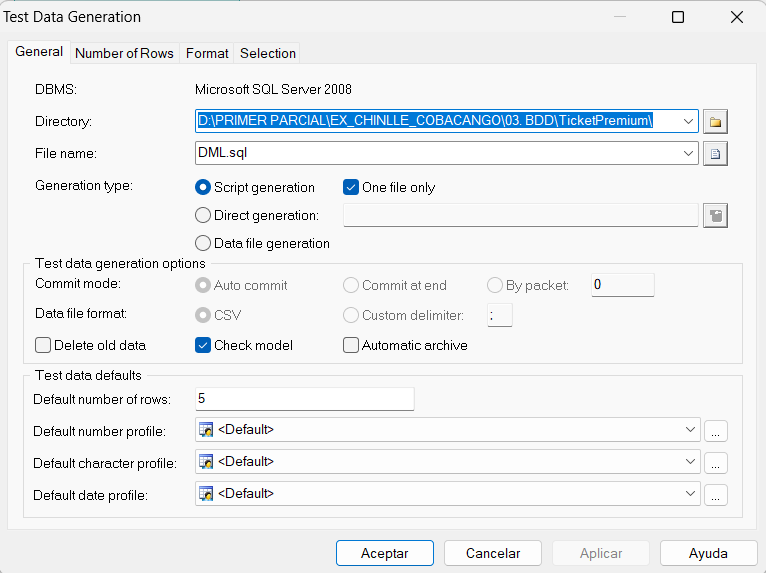 Test Data Generation
General Number of Rows Format Selection
DBMS: Microsoft SQL Server 2008
Directory: D:\PRIMER PARCIAL\EX_CHINLLE_COBACANGO\03. BDD\TicketPremium\
File name: DML.sql
Generation type: Script generation One file only
Direct generation:
Data file generation
Test data generation options
Commit mode: Auto commit Commit at end By packet: 0
Data file format: CSV Custom delimiter: ;
Delete old data Check model Automatic archive
Test data defaults
Default number of rows: 5
Default number profile: <Default> ...
Default character profile: <Default> ...
Default date profile: <Default> ...
Aceptar Cancelar Aplicar Ayuda